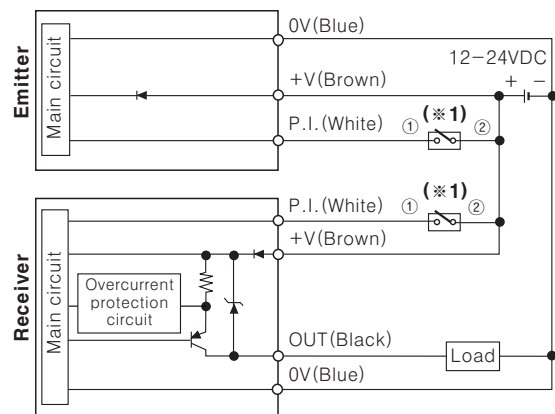 Emitter
Main circuit
0V(Blue)
12-24VDC
+ -
+V(Brown)
(※1)
P.I.(White) ① ②
Receiver
Main circuit
(※1)
P.I.(White) ① ②
+V(Brown)
Overcurrent
protection
circuit
OUT(Black)
Load
0V(Blue)